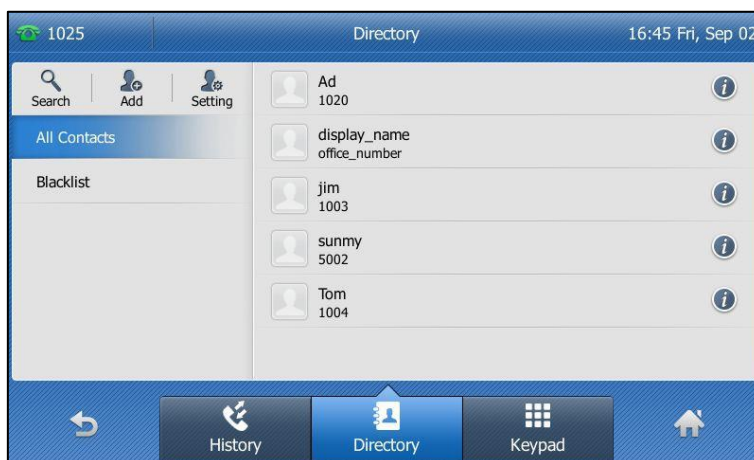 1025
Directory
16:45 Fri, Sep 02
Search
Add
Setting
All Contacts
Blacklist
Ad
1020
display_name
office_number
jim
1003
sunmy
5002
Tom
1004
History
Directory
Keypad